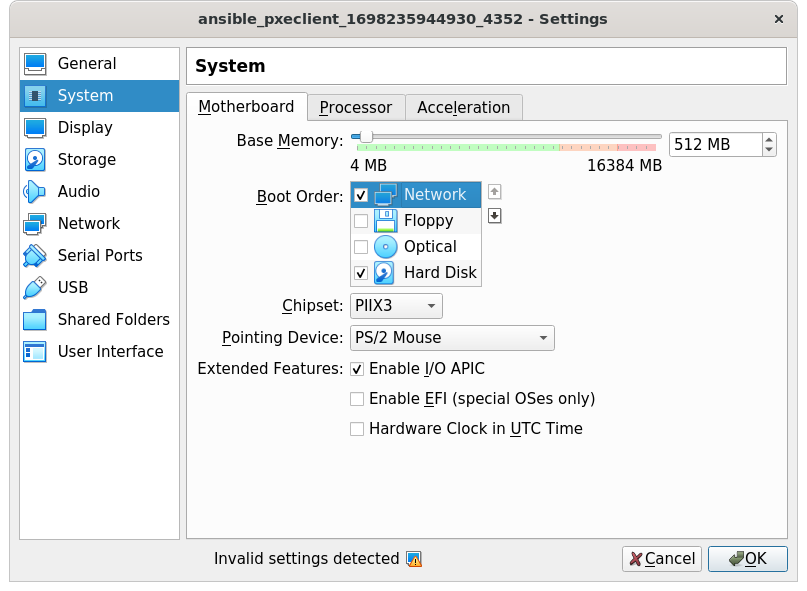 ansible_pxeclient_1698235944930_4352 - Settings
General
System
Display
Storage
Audio
Network
Serial Ports
USB
Shared Folders
User Interface
System
Motherboard Processor Acceleration
Base Memory: 512 MB
4 MB 16384 MB
Boot Order: Network
Floppy
Optical
Hard Disk
Chipset: PIIX3
Pointing Device: PS/2 Mouse
Extended Features: Enable I/O APIC
Enable EFI (special OSes only)
Hardware Clock in UTC Time
Invalid settings detected Cancel OK